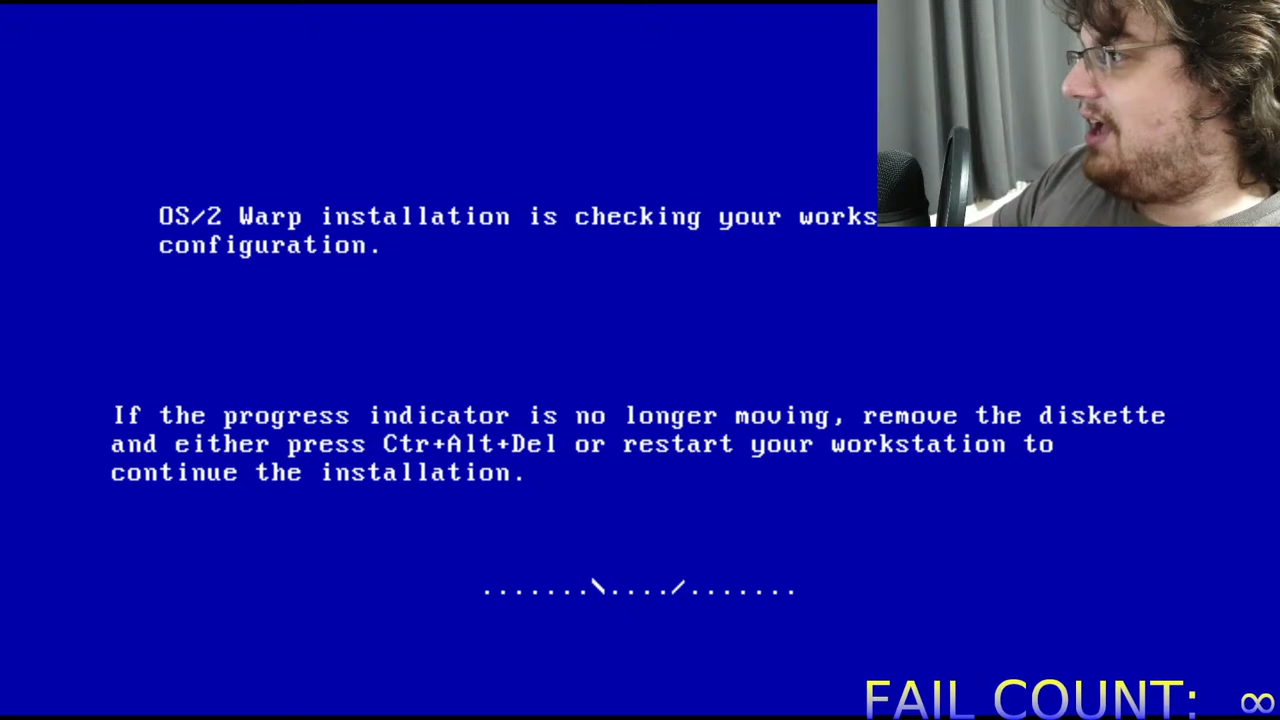 OS/2 Warp installation is checking your works
configuration.
If the progress indicator is no longer moving, remove the diskette
and either press Ctr+Alt+Del or restart your workstation to
continue the installation.
.......\..../.......
FAIL COUNT: ∞